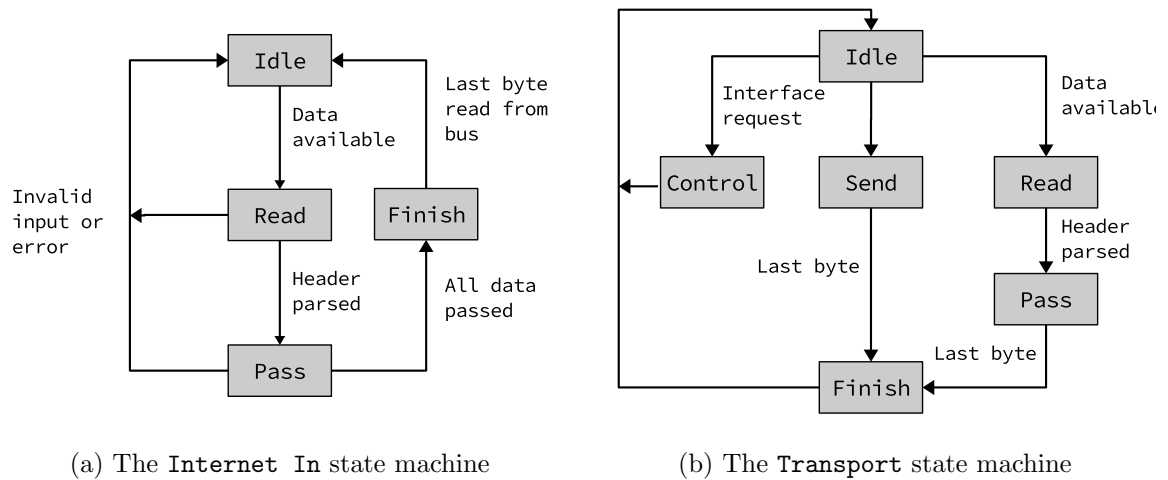 Idle
Last byte
read from
bus
Data
available
Invalid
input or
error
Read
Finish
Header
parsed
All data
passed
Pass
(a) The Internet In state machine
Idle
Interface
request
Data
available
Control
Send
Read
Header
parsed
Last byte
Pass
Last byte
Finish
(b) The Transport state machine